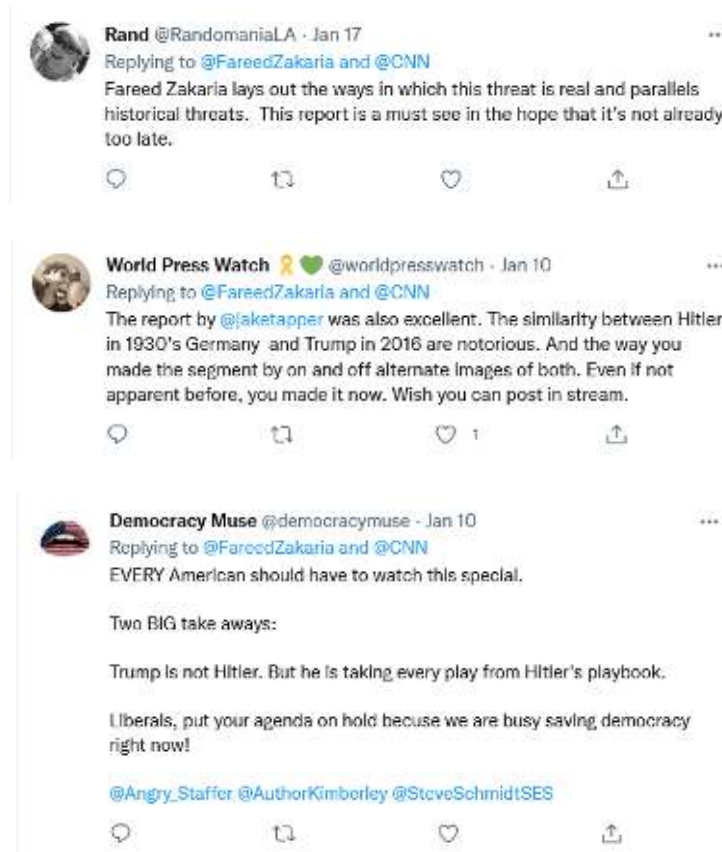 Rand @RandomaniaLA · Jan 17
Replying to @FareedZakaria and @CNN
Fareed Zakaria lays out the ways in which this threat is real and parallels
historical threats. This report is a must see in the hope that it's not already
too late.
World Press Watch 🎗️ 💚 @worldpresswatch · Jan 10
Replying to @FareedZakaria and @CNN
The report by @jaketapper was also excellent. The similarity between Hitler
in 1930's Germany and Trump in 2016 are notorious. And the way you
made the segment by on and off alternate images of both. Even if not
apparent before, you made it now. Wish you can post in stream.
1
Democracy Muse @democracymuse · Jan 10
Replying to @FareedZakaria and @CNN
EVERY American should have to watch this special.
Two BIG take aways:
Trump is not Hitler. But he is taking every play from Hitler's playbook.
Liberals, put your agenda on hold becuse we are busy saving democracy
right now!
@Angry_Staffer @AuthorKimberley @SteveSchmidtSES